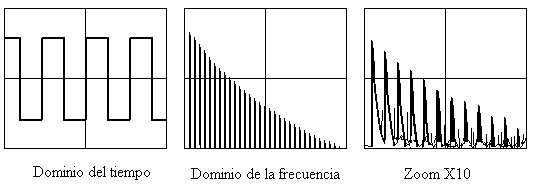 Dominio del tiempo
Dominio de la frecuencia
Zoom X10